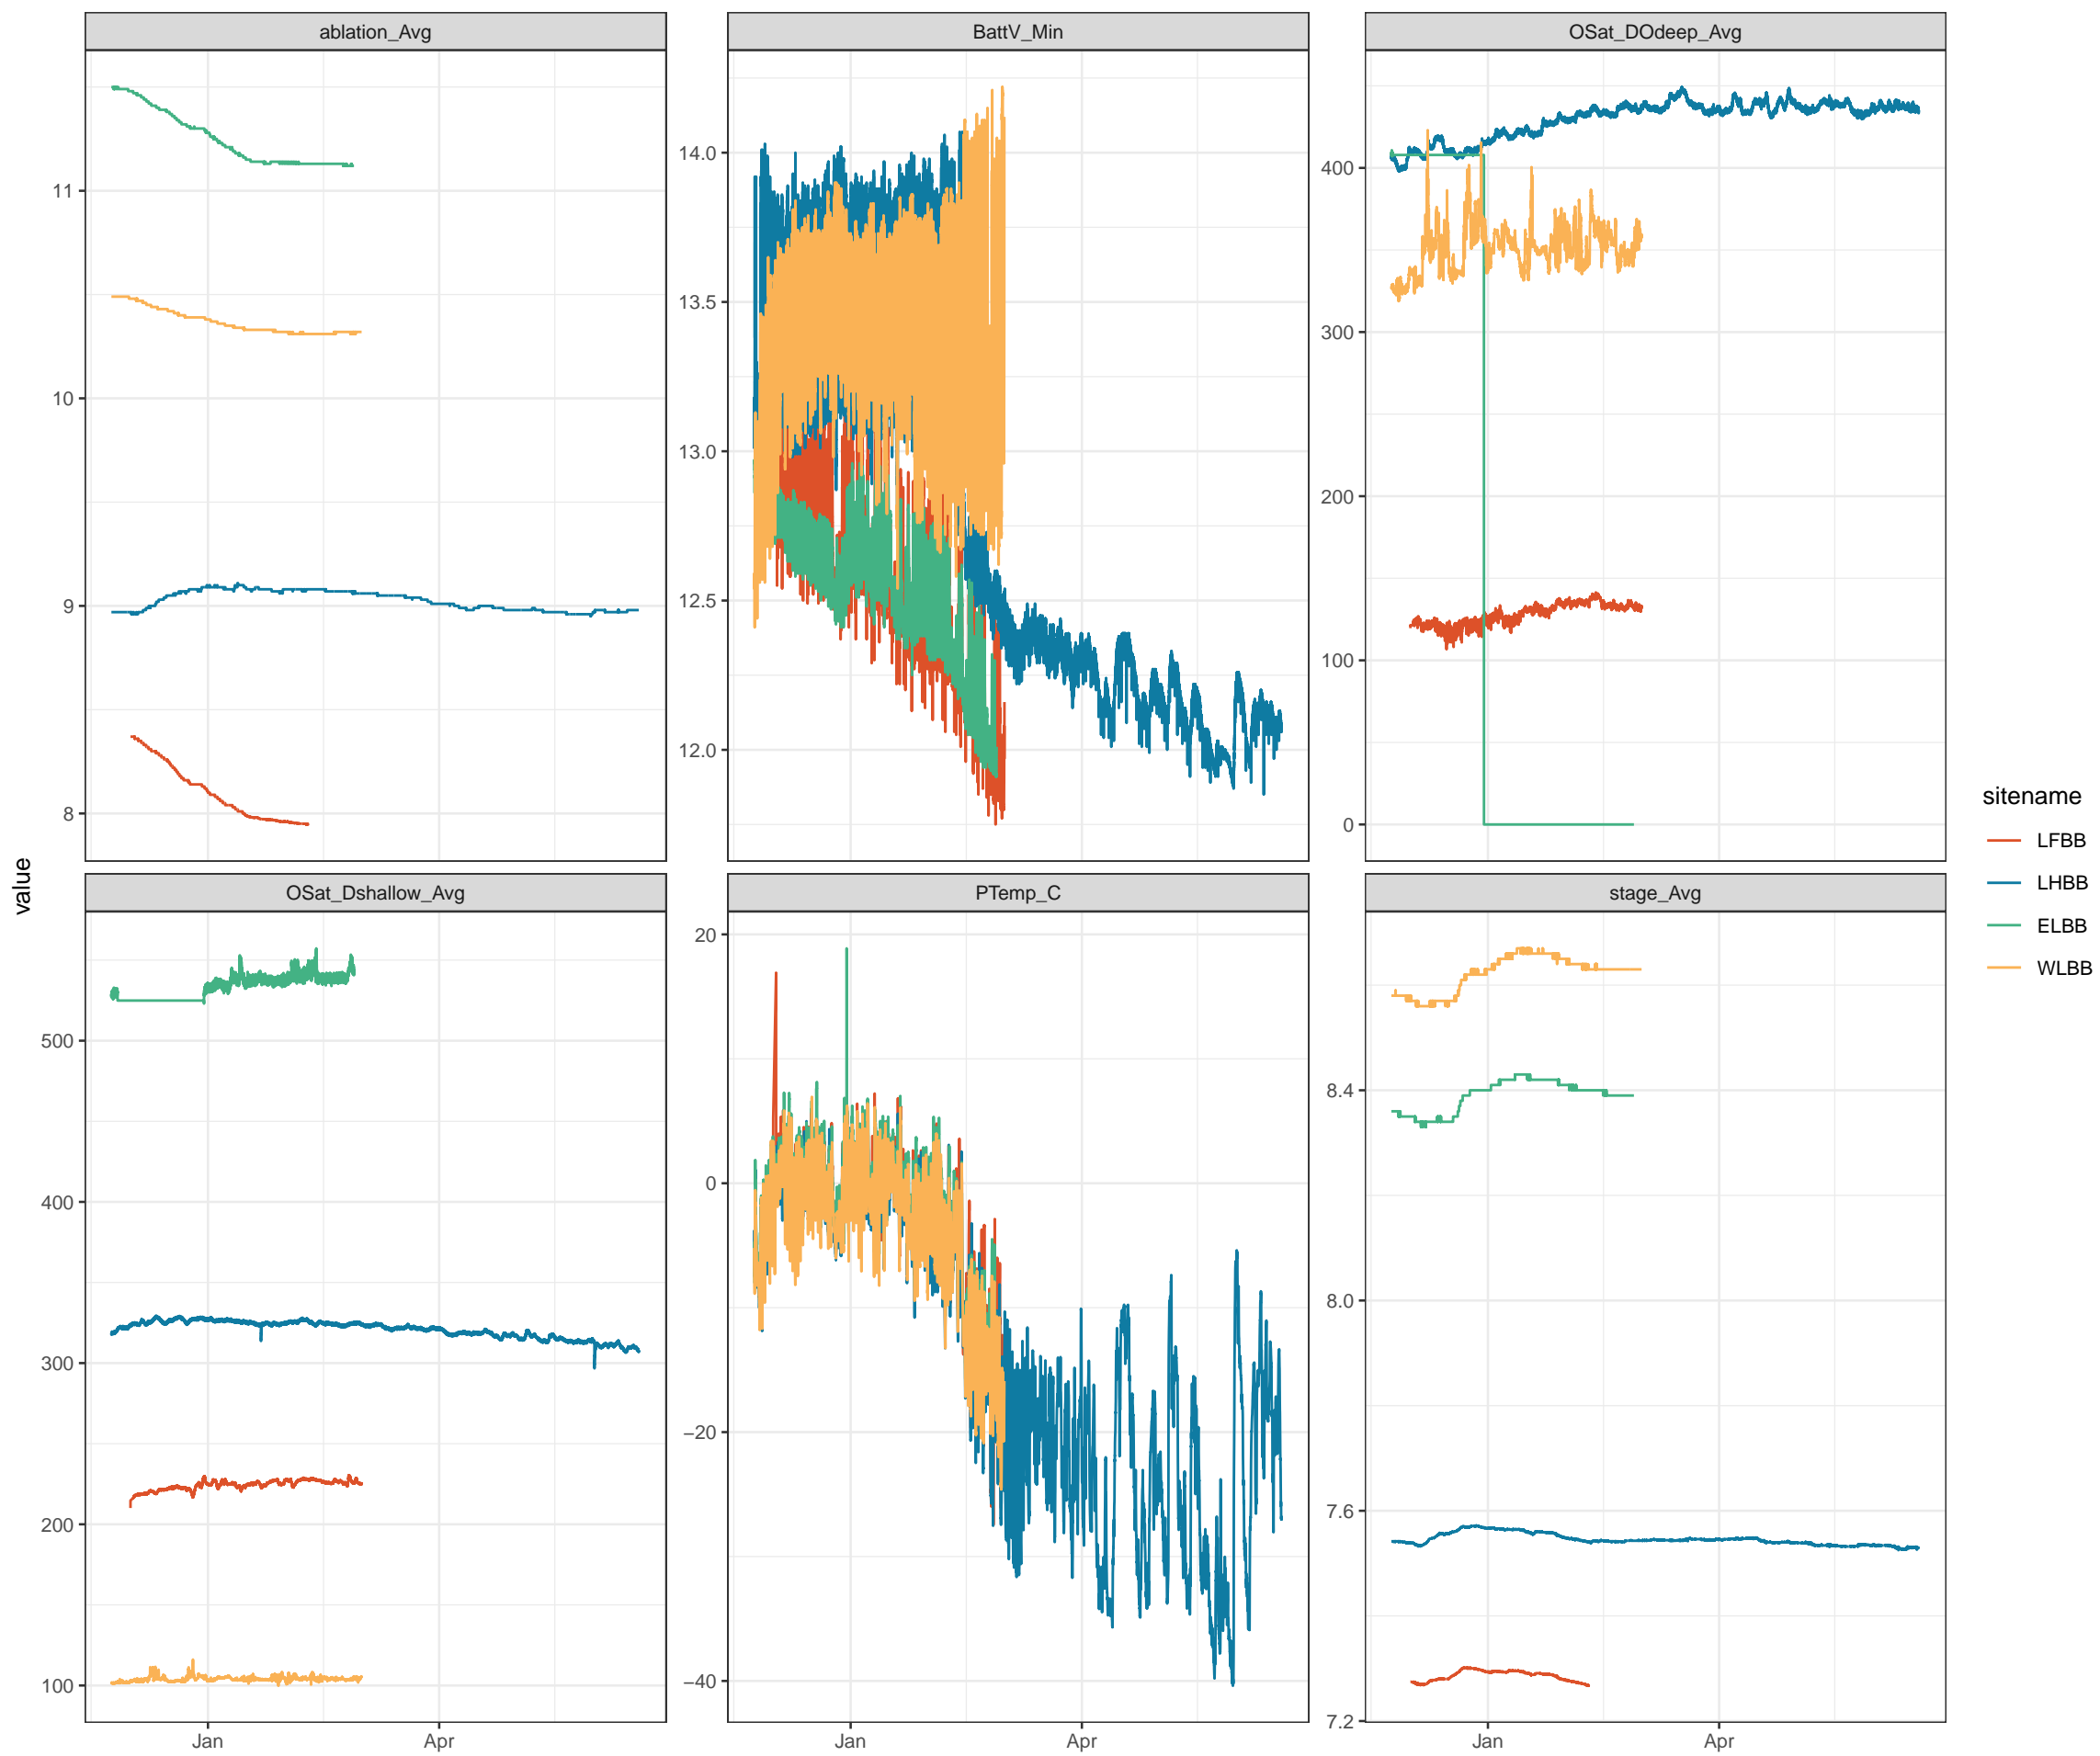 ablation_Avg
BattV_Min
OSat_DOdeep_Avg
11
10
9
8
14.0
13.5
13.0
12.5
12.0
400
300
200
100
0
value
OSat_Dshallow_Avg
PTemp_C
stage_Avg
500
400
300
200
100
20
0
−20
−40
8.4
8.0
7.6
7.2
Jan Apr
Jan Apr
Jan Apr
sitename
LFBB
LHBB
ELBB
WLBB